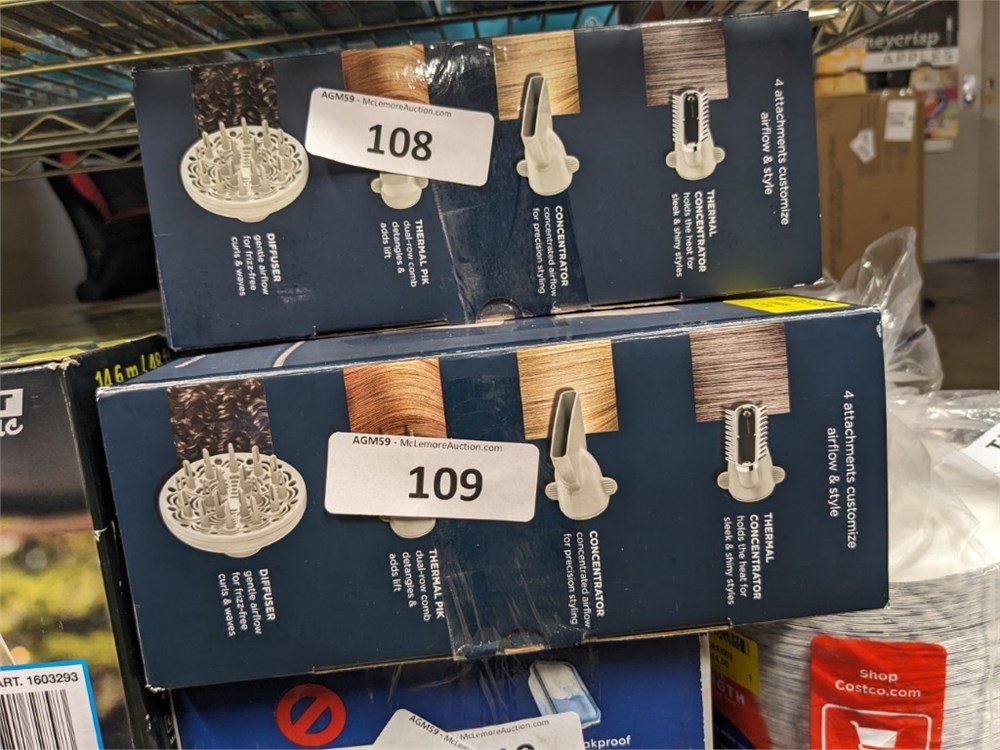 AGM59 - McLemoreAuction.com
108
DIFFUSER
gentle airflow
for frizz-free
curls & waves
THERMAL PIK
dual-row comb
detangles &
adds lift
CONCENTRATOR
concentrated airflow
for precision styling
THERMAL
CONCENTRATOR
holds the heat for
sleek & shiny styles
4 attachments customize
airflow & style
APPLES
14.6 m
AGM59 - McLemoreAuction.com
109
DIFFUSER
gentle airflow
for frizz-free
curls & waves
THERMAL PIK
dual-row comb
detangles &
adds lift
CONCENTRATOR
concentrated airflow
for precision styling
THERMAL
CONCENTRATOR
holds the heat for
sleek & shiny styles
4 attachments customize
airflow & style
ART. 1603293
AGM59 -
Shop
Costco.com